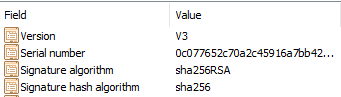 Field Value
Version V3
Serial number 0c077652c70a2c45916a7bb42...
Signature algorithm sha256RSA
Signature hash algorithm sha256